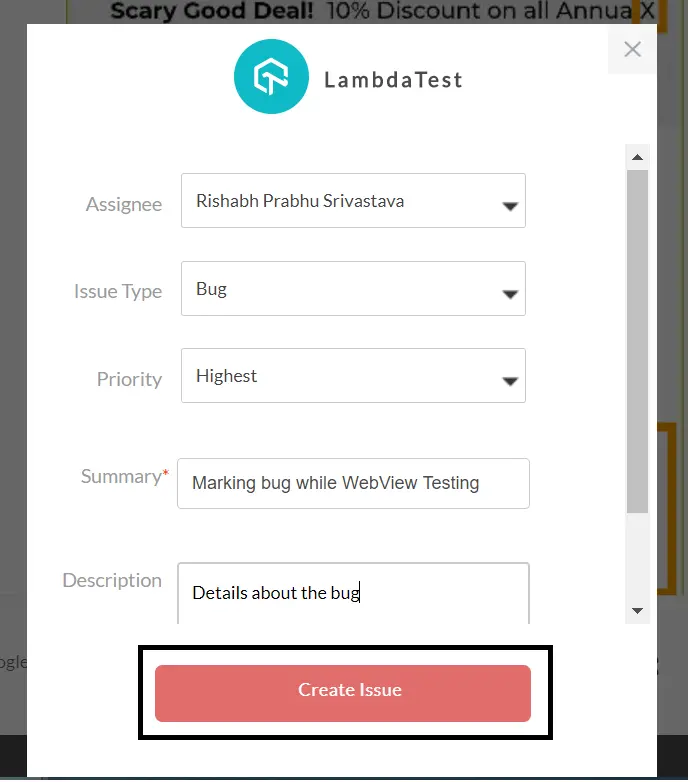 Scary Good Deal! 10% Discount on all Annua X
LambdaTest
Assignee
Rishabh Prabhu Srivastava
Issue Type
Bug
Priority
Highest
Summary*
Marking bug while WebView Testing
Description
Details about the bug
ogle
Create Issue